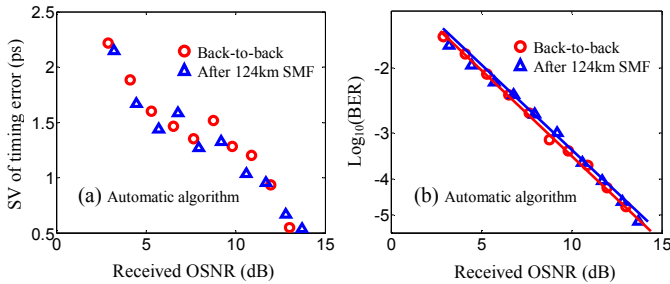 2.5
2
1.5
1
0.5
0
5
10
15
SV of timing error (ps)
Received OSNR (dB)
Back-to-back
After 124km SMF
(a) Automatic algorithm
-2
-3
-4
-5
0
5
10
15
Log10(BER)
Received OSNR (dB)
Back-to-back
After 124km SMF
(b) Automatic algorithm